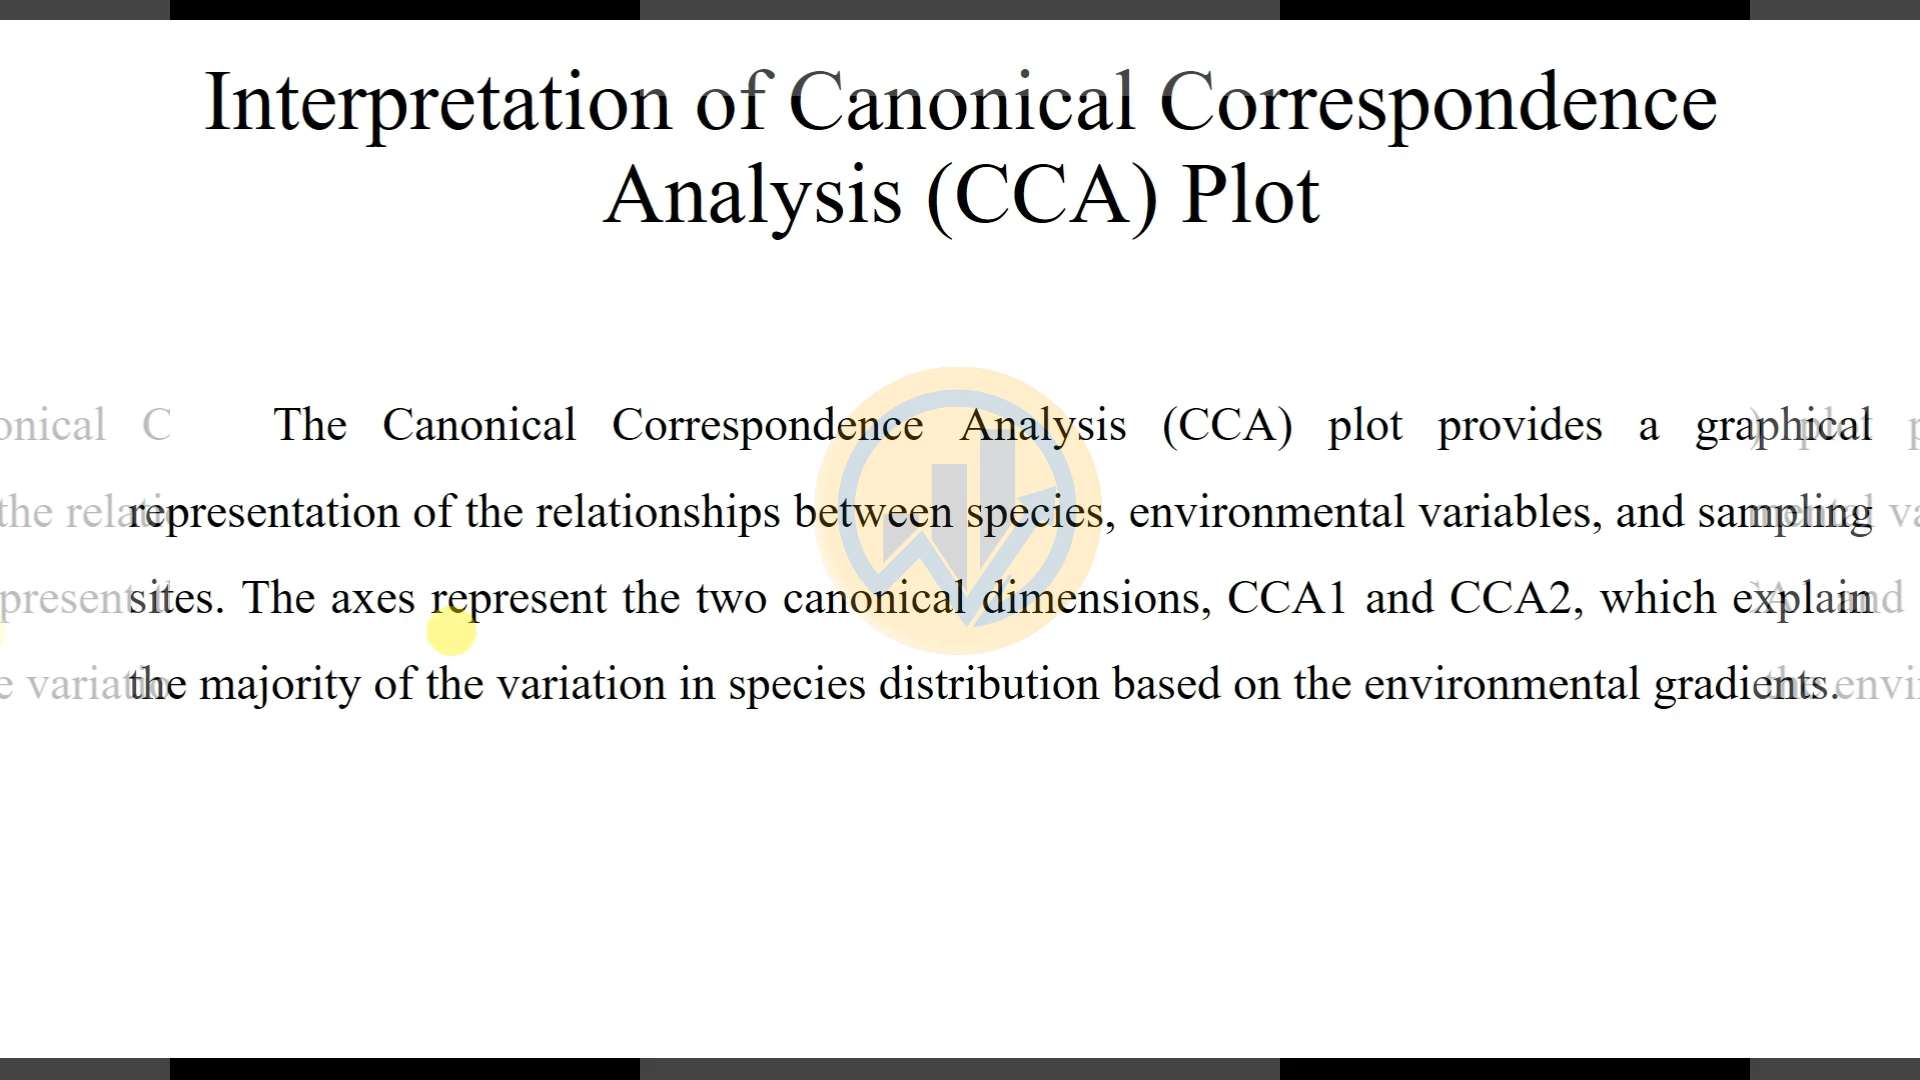 Interpretation of Canonical Correspondence
Analysis (CCA) Plot
The Canonical Correspondence Analysis (CCA) plot provides a graphical
representation of the relationships between species, environmental variables, and sampling
sites. The axes represent the two canonical dimensions, CCA1 and CCA2, which explain
the majority of the variation in species distribution based on the environmental gradients.